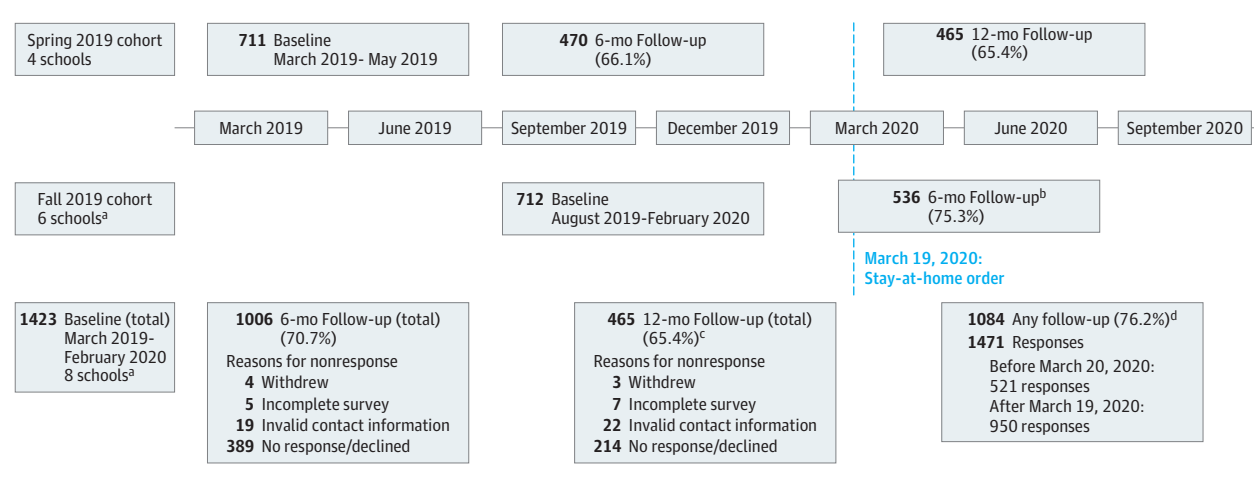 Spring 2019 cohort
4 schools
711 Baseline
March 2019- May 2019
470 6-mo Follow-up
(66.1%)
465 12-mo Follow-up
(65.4%)
March 2019
June 2019
September 2019
December 2019
March 2020
June 2020
September 2020
Fall 2019 cohort
6 schoolsᵃ
712 Baseline
August 2019-February 2020
536 6-mo Follow-upᵇ
(75.3%)
March 19, 2020:
Stay-at-home order
1423 Baseline (total)
March 2019-
February 2020
8 schoolsᵃ
1006 6-mo Follow-up (total)
(70.7%)
Reasons for nonresponse
4 Withdrew
5 Incomplete survey
19 Invalid contact information
389 No response/declined
465 12-mo Follow-up (total)
(65.4%)ᶜ
Reasons for nonresponse
3 Withdrew
7 Incomplete survey
22 Invalid contact information
214 No response/declined
1084 Any follow-up (76.2%)ᵈ
1471 Responses
Before March 20, 2020:
521 responses
After March 19, 2020:
950 responses